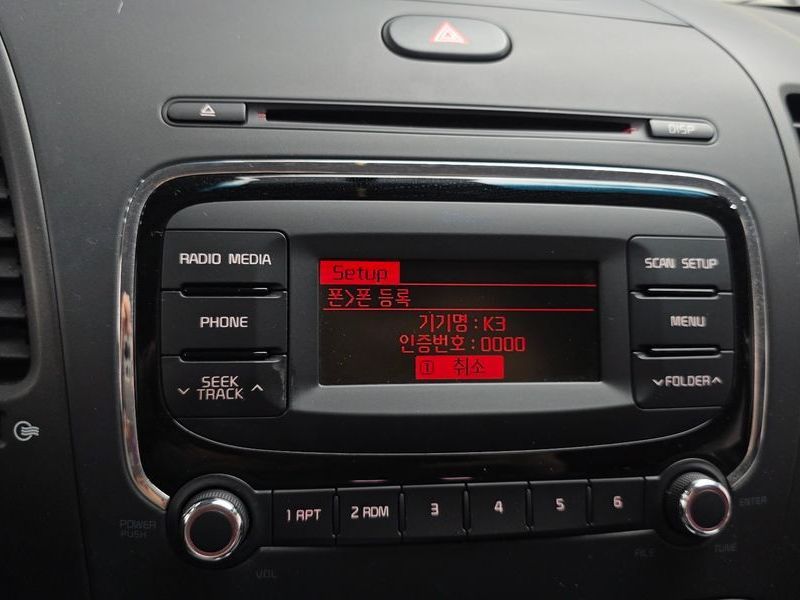 DISP
RADIO MEDIA
PHONE
SEEK
TRACK
Setup
폰>폰 등록
기기명 : K3
인증번호 : 0000
① 취소
SCAN SETUP
MENU
FOLDER
1 RPT
2 RDM
3
4
5
6
POWER
PUSH
VOL
ENTER
FILE
TUNE